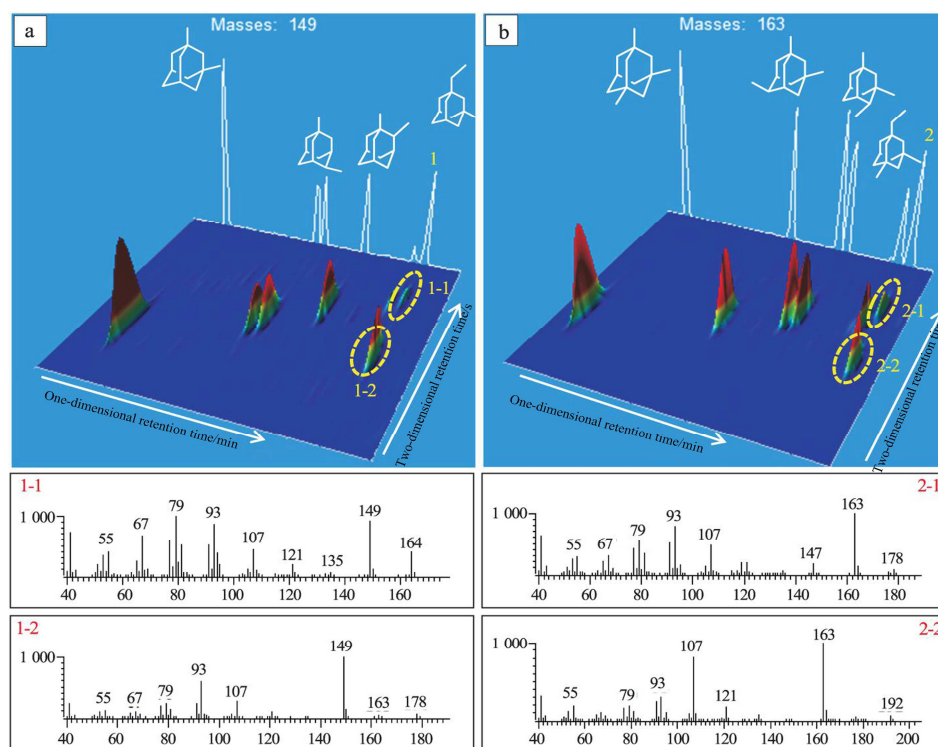 a
Masses: 149
1
1-1
1-2
One-dimensional retention tiime/min
Two-dimensional retention time/s
b
Masses: 163
2
2-1
2-2
One-dimensional retention time/min
Two-dimensional retention time
1-1
1 000
55 67 79 93 107 121 135 149 164
40 60 80 100 120 140 160
2-1
1 000
55 67 79 93 107 147 163 178
40 60 80 100 120 140 160 180
1-2
1 000
55 67 79 93 107 149 163 178
40 60 80 100 120 140 160 180
2-2
1 000
55 79 93 107 121 163 192
40 60 80 100 120 140 160 180 200